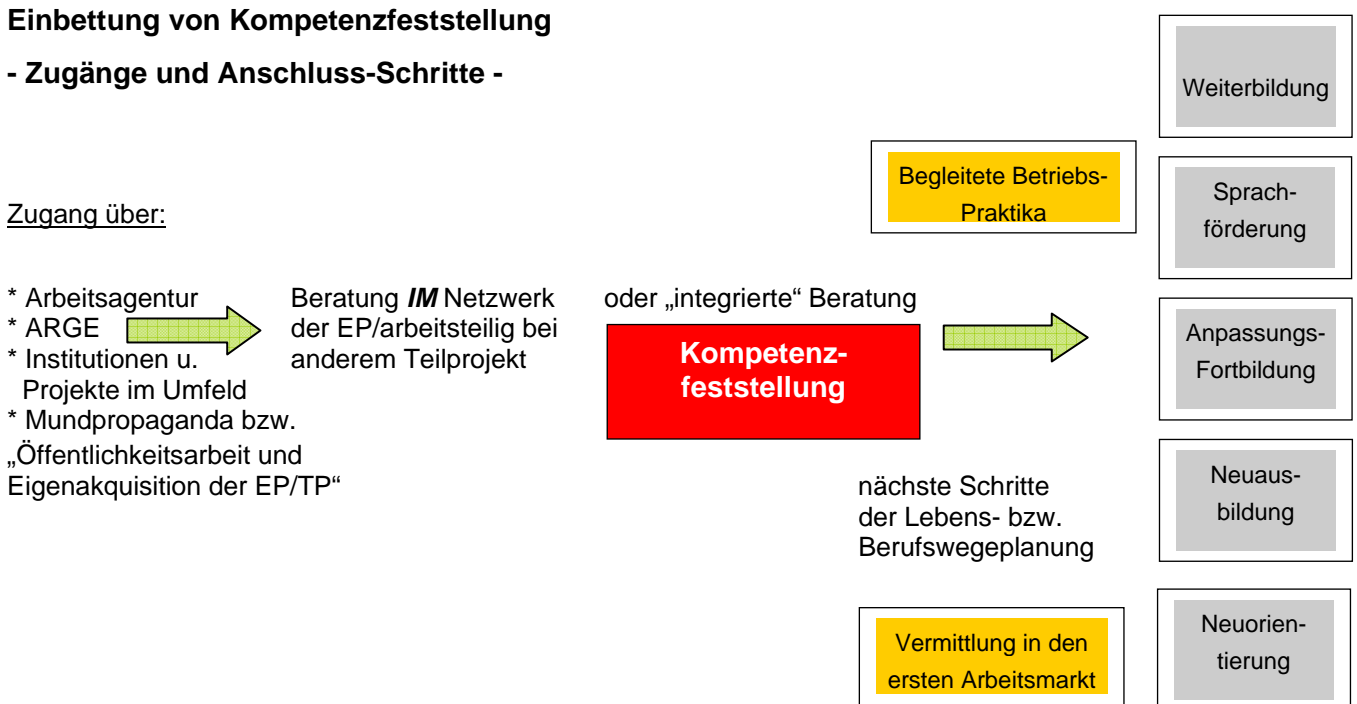 Einbettung von Kompetenzfeststellung
- Zugänge und Anschluss-Schritte -
Zugang über:
* Arbeitsagentur
* ARGE
* Institutionen u.
Projekte im Umfeld
* Mundpropaganda bzw.
„Öffentlichkeitsarbeit und
Eigenakquisition der EP/TP“
Beratung IM Netzwerk
der EP/arbeitsteilig bei
anderem Teilprojekt
oder „integrierte“ Beratung
Kompetenz-
feststellung
Begleitete Betriebs-
Praktika
nächste Schritte
der Lebens- bzw.
Berufswegeplanung
Vermittlung in den
ersten Arbeitsmarkt
Weiterbildung
Sprach-
förderung
Anpassungs-
Fortbildung
Neuaus-
bildung
Neuorien-
tierung